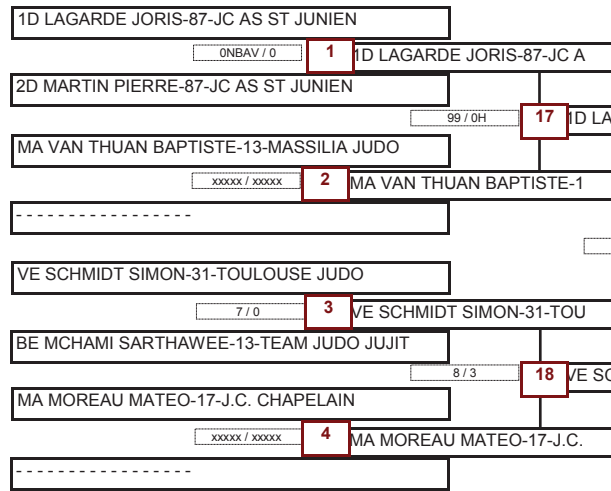 1D LAGARDE JORIS-87-JC AS ST JUNIEN
0NBAV / 0
1
1D LAGARDE JORIS-87-JC A
2D MARTIN PIERRE-87-JC AS ST JUNIEN
99 / 0H
17
1D LA
MA VAN THUAN BAPTISTE-13-MASSILIA JUDO
xxxxx / xxxxx
2
MA VAN THUAN BAPTISTE-1
- - - - - - - - - - - - - - - - -
VE SCHMIDT SIMON-31-TOULOUSE JUDO
7 / 0
3
VE SCHMIDT SIMON-31-TOU
BE MCHAMI SARTHAWEE-13-TEAM JUDO JUJIT
8 / 3
18
VE SC
MA MOREAU MATEO-17-J.C. CHAPELAIN
xxxxx / xxxxx
4
MA MOREAU MATEO-17-J.C.
- - - - - - - - - - - - - - - - -